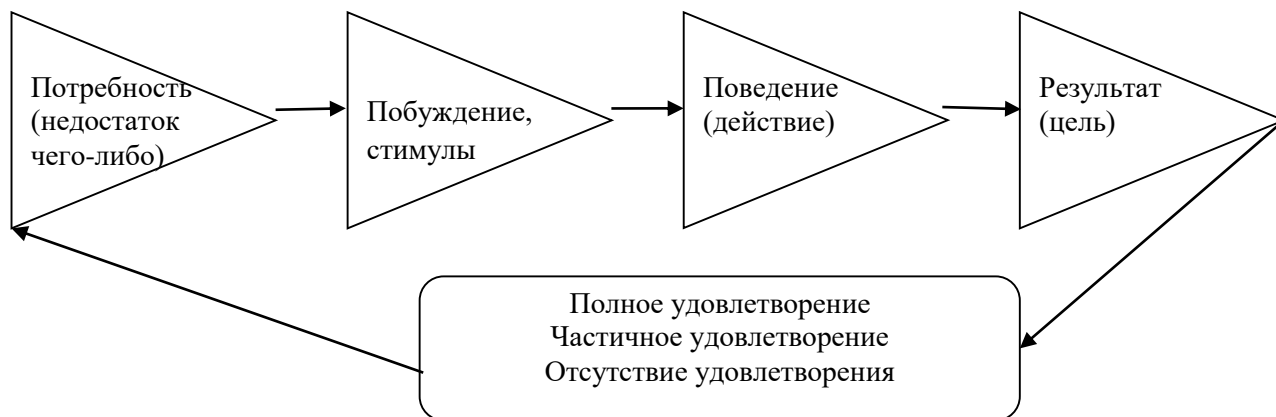 Потребность
(недостаток
чего-либо)
Побуждение,
стимулы
Поведение
(действие)
Результат
(цель)
Полное удовлетворение
Частичное удовлетворение
Отсутствие удовлетворения